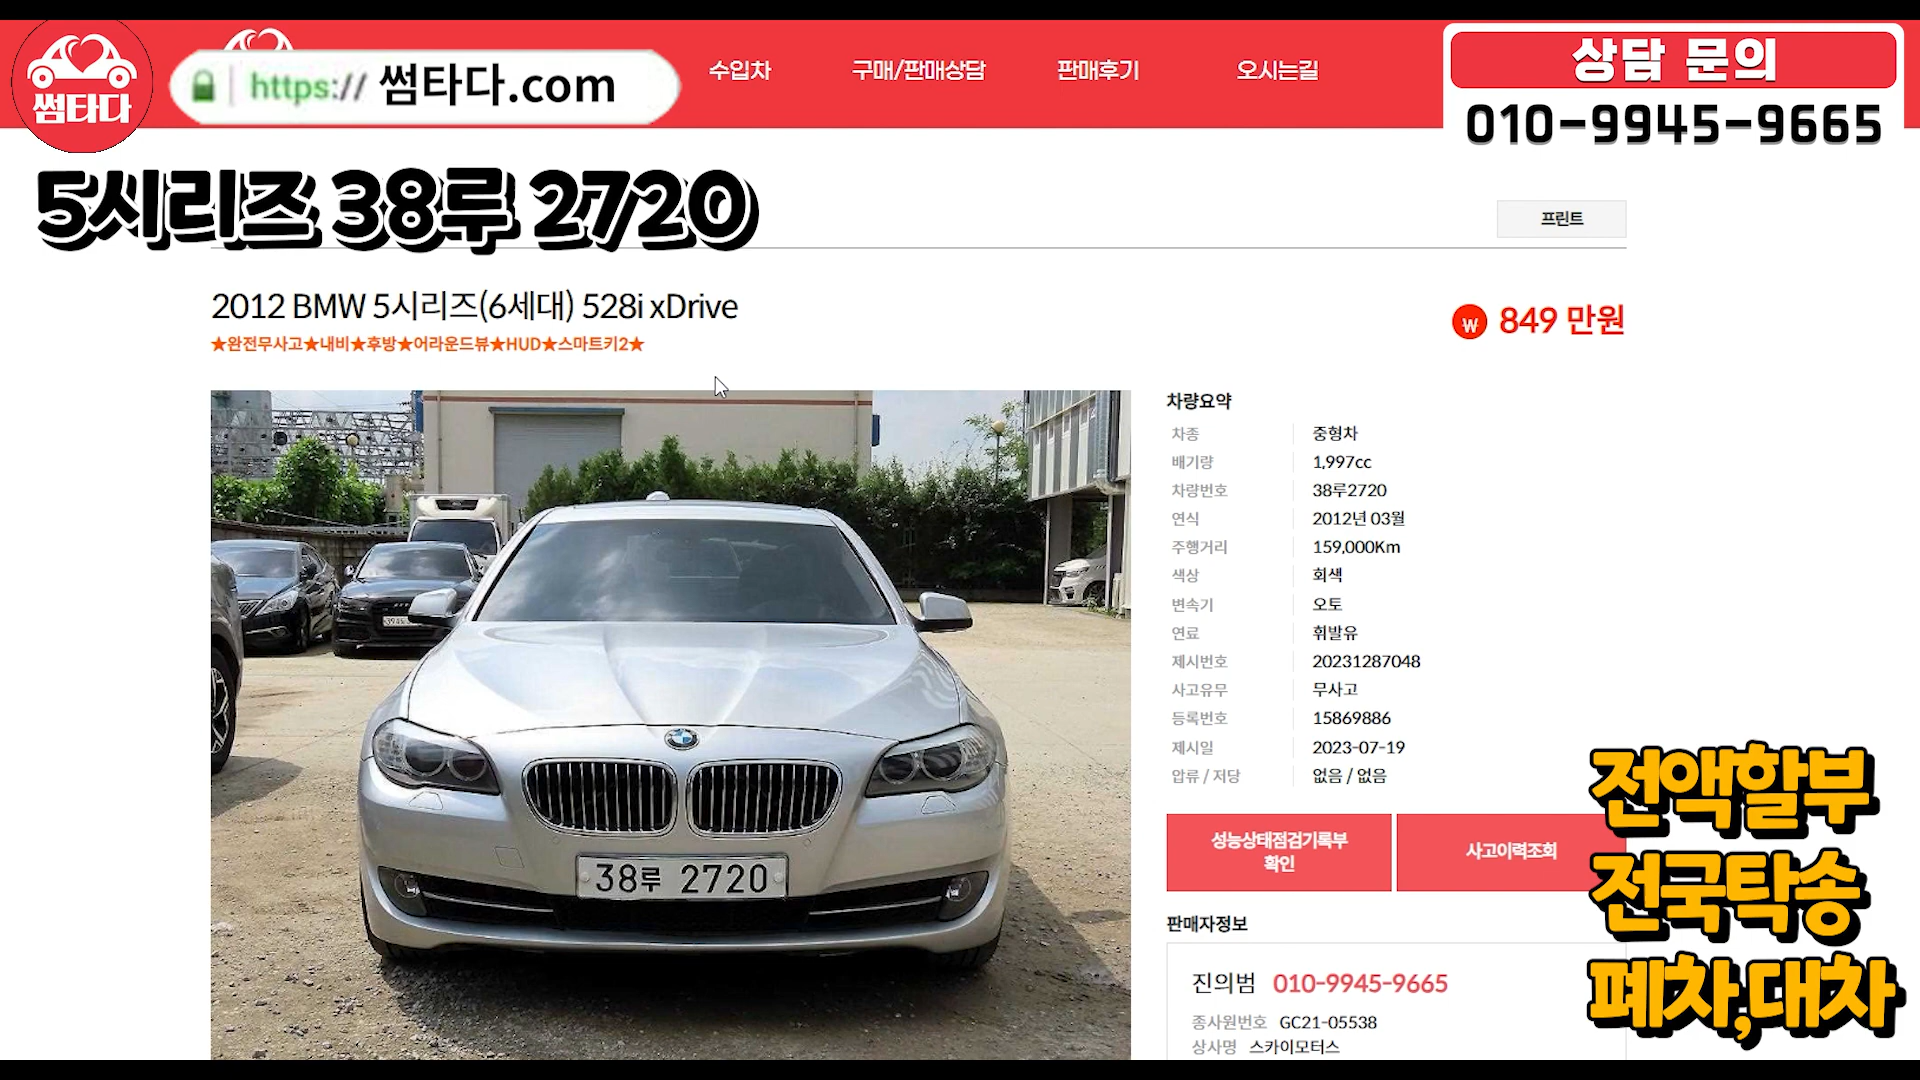 썸타다
https:// 썸타다.com
수입차
구매/판매상담
판매후기
오시는길
상담 문의
010-9945-9665
5시리즈 38루 2720
프린트
2012 BMW 5시리즈(6세대) 528i xDrive
₩ 849 만원
★완전무사고★내비★후방★어라운드뷰★HUD★스마트키2★
차량요약
차종 중형차
배기량 1,997cc
차량번호 38루2720
연식 2012년 03월
주행거리 159,000Km
색상 회색
변속기 오토
연료 휘발유
제시번호 20231287048
사고유무 무사고
등록번호 15869886
제시일 2023-07-19
압류 / 저당 없음 / 없음
성능상태점검기록부
확인
사고이력조회
38루 2720
전액할부
전국탁송
폐차,대차
판매자정보
진의범 010-9945-9665
종사원번호 GC21-05538
상사명 스카이모터스